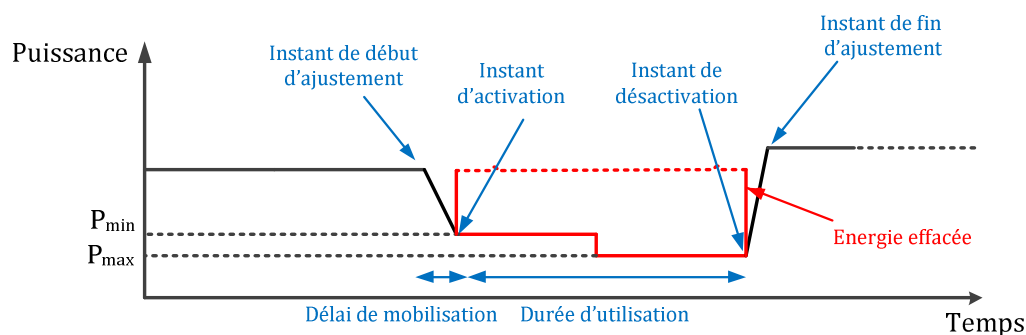 Puissance
Instant de début
d'ajustement
Instant
d'activation
Instant de
désactivation
Instant de fin
d'ajustement
Pmin
Pmax
Energie effacée
Délai de mobilisation
Durée d'utilisation
Temps